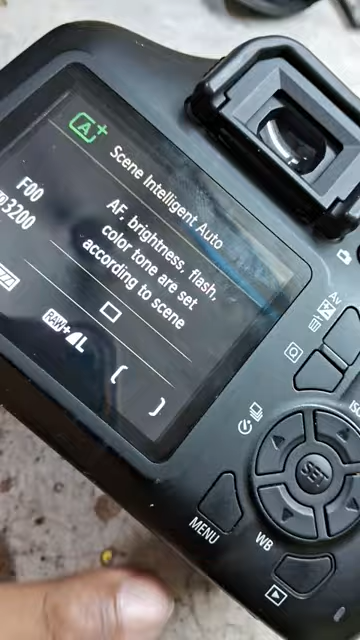 A+
Scene Intelligent Auto
F00
3200
AF, brightness, flash,
color tone are set
according to scene
RAW+L
[ ]
Av
SET
MENU
WB